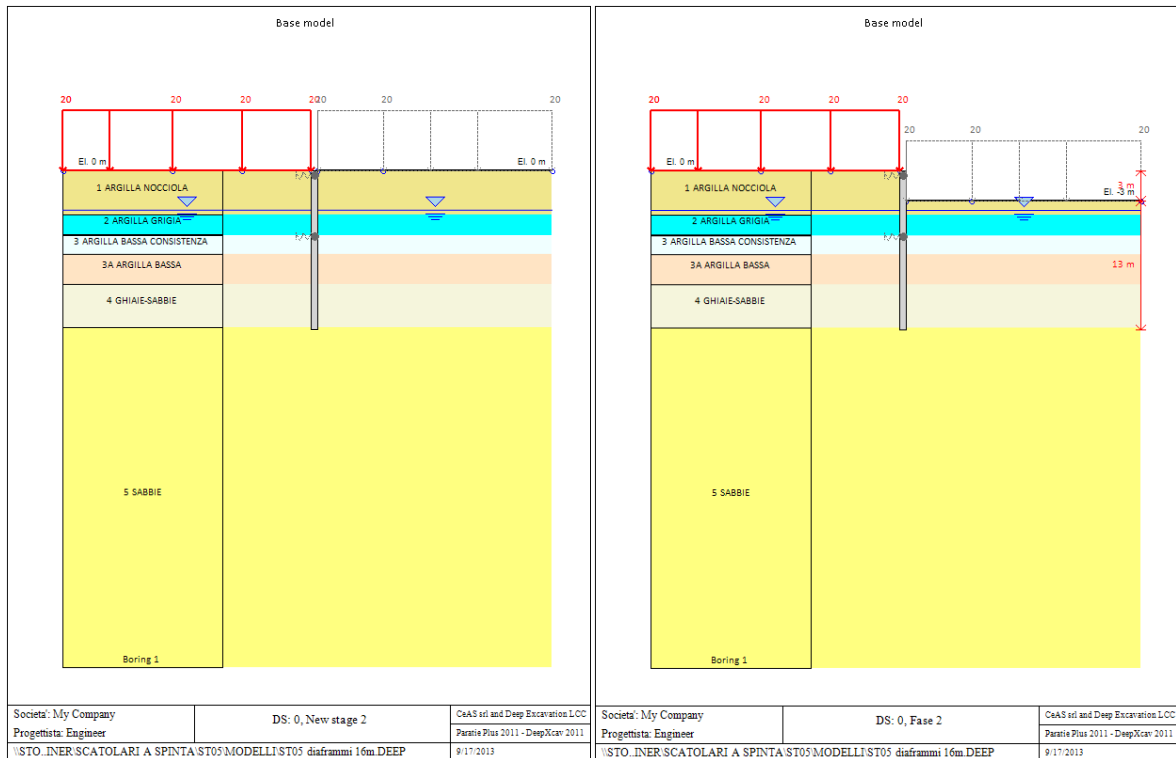 Base model
20 20 20 20 20 20 20
El. 0 m El. 0 m
1 ARGILLA NOCCIOLA
2 ARGILLA GRIGIA
3 ARGILLA BASSA CONSISTENZA
3A ARGILLA BASSA
4 GHIAIE-SABBIE
5 SABBIE
Boring 1
Societa': My Company
Progettista: Engineer
DS: 0, New stage 2
CeAS srl and Deep Excavation LCC
Paratie Plus 2011 - DeepXcav 2011
\\STO..INER\SCATOLARI A SPINTA\ST05\MODELLI\ST05 diaframmi 16m.DEEP
9/17/2013
Base model
20 20 20 20 20
20 20 20
El. 0 m
3 m
El. -3 m
1 ARGILLA NOCCIOLA
2 ARGILLA GRIGIA
3 ARGILLA BASSA CONSISTENZA
3A ARGILLA BASSA
13 m
4 GHIAIE-SABBIE
5 SABBIE
Boring 1
Societa': My Company
Progettista: Engineer
DS: 0, Fase 2
CeAS srl and Deep Excavation LCC
Paratie Plus 2011 - DeepXcav 2011
\\STO..INER\SCATOLARI A SPINTA\ST05\MODELLI\ST05 diaframmi 16m.DEEP
9/17/2013